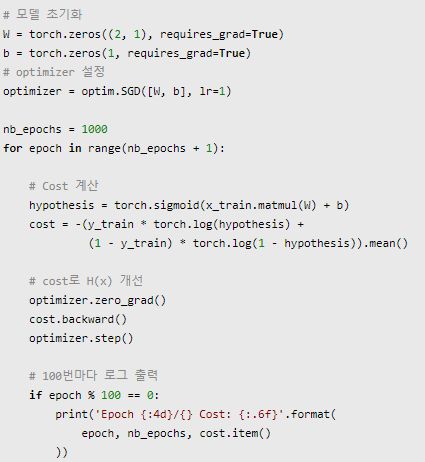 # 모델 초기화
W = torch.zeros((2, 1), requires_grad=True)
b = torch.zeros(1, requires_grad=True)
# optimizer 설정
optimizer = optim.SGD([W, b], lr=1)

nb_epochs = 1000
for epoch in range(nb_epochs + 1):

    # Cost 계산
    hypothesis = torch.sigmoid(x_train.matmul(W) + b)
    cost = -(y_train * torch.log(hypothesis) +
             (1 - y_train) * torch.log(1 - hypothesis)).mean()

    # cost로 H(x) 개선
    optimizer.zero_grad()
    cost.backward()
    optimizer.step()

    # 100번마다 로그 출력
    if epoch % 100 == 0:
        print('Epoch {:4d}/{} Cost: {:.6f}'.format(
            epoch, nb_epochs, cost.item()
        ))